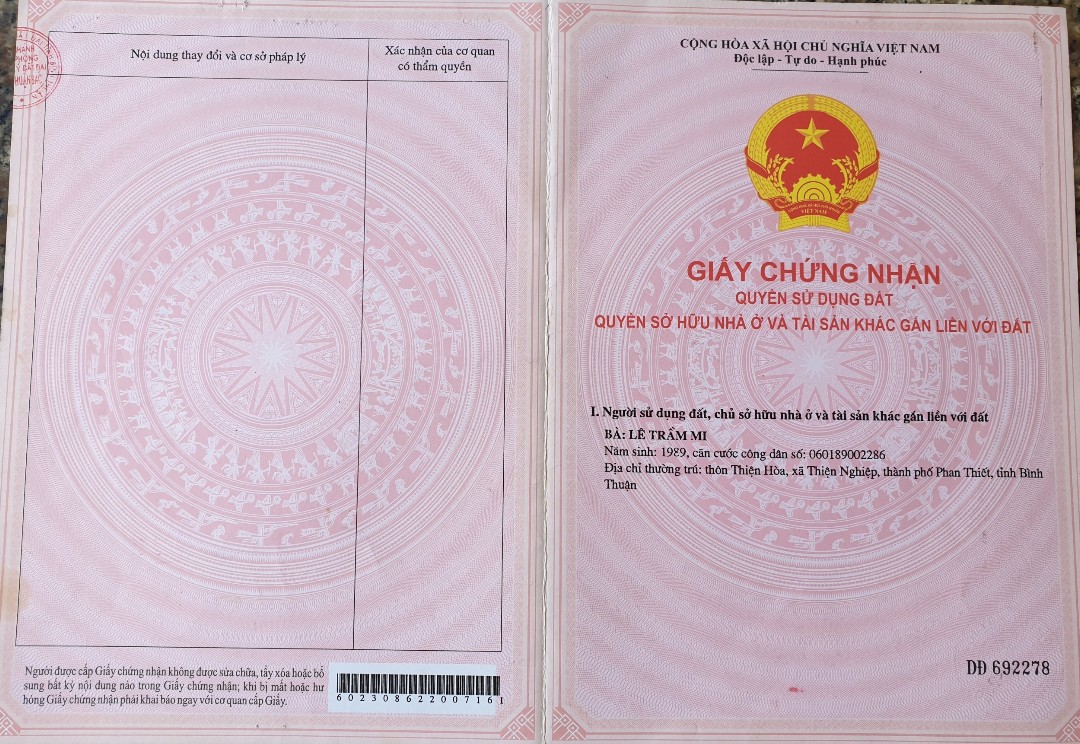 Nội dung thay đổi và cơ sở pháp lý
Xác nhận của cơ quan
có thẩm quyền
Người được cấp Giấy chứng nhận không được sửa chữa, tẩy xóa hoặc bổ
sung bất kỳ nội dung nào trong Giấy chứng nhận; khi bị mất hoặc hư
hỏng Giấy chứng nhận phải khai báo ngay với cơ quan cấp Giấy.
602308622007161
CỘNG HÒA XÃ HỘI CHỦ NGHĨA VIỆT NAM
Độc lập - Tự do - Hạnh phúc
VIỆT NAM
GIẤY CHỨNG NHẬN
QUYỀN SỬ DỤNG ĐẤT
QUYỀN SỞ HỮU NHÀ Ở VÀ TÀI SẢN KHÁC GẮN LIỀN VỚI ĐẤT
I. Người sử dụng đất, chủ sở hữu nhà ở và tài sản khác gắn liền với đất
BÀ: LÊ TRẦM MI
Năm sinh: 1989, căn cước công dân số: 060189002286
Địa chỉ thường trú: thôn Thiện Hòa, xã Thiện Nghiệp, thành phố Phan Thiết, tỉnh Bình
Thuận
DĐ 692278